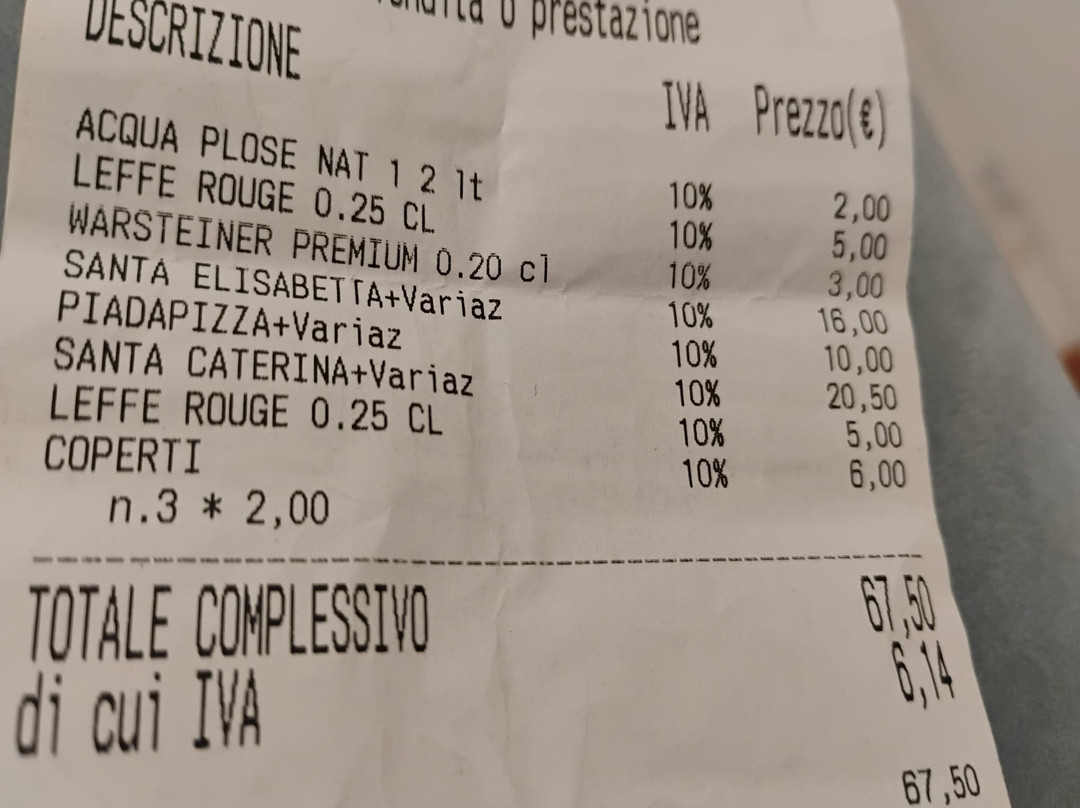 o prestazione
DESCRIZIONE IVA Prezzo(€)
ACQUA PLOSE NAT 1 2 lt 10% 2,00
LEFFE ROUGE 0.25 CL 10% 5,00
WARSTEINER PREMIUM 0.20 cl 10% 3,00
SANTA ELISABETTA+Variaz 10% 16,00
PIADAPIZZA+Variaz 10% 10,00
SANTA CATERINA+Variaz 10% 20,50
LEFFE ROUGE 0.25 CL 10% 5,00
COPERTI 10% 6,00
n.3 * 2,00
TOTALE COMPLESSIVO 67,50
di cui IVA 6,14
67,50